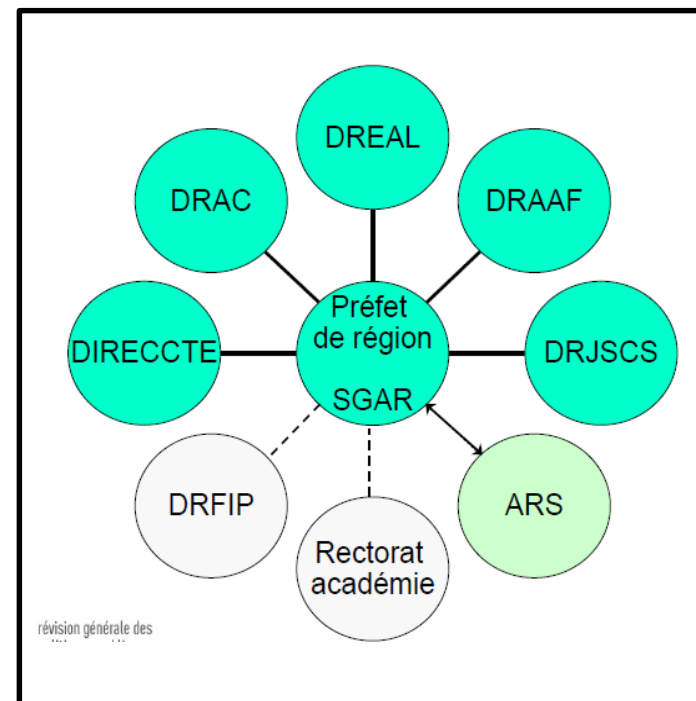 DREAL
DRAC
DRAAF
Préfet
de région
SGAR
DIRECCTE
DRJSCS
DRFIP
Rectorat
académie
ARS
révision générale des